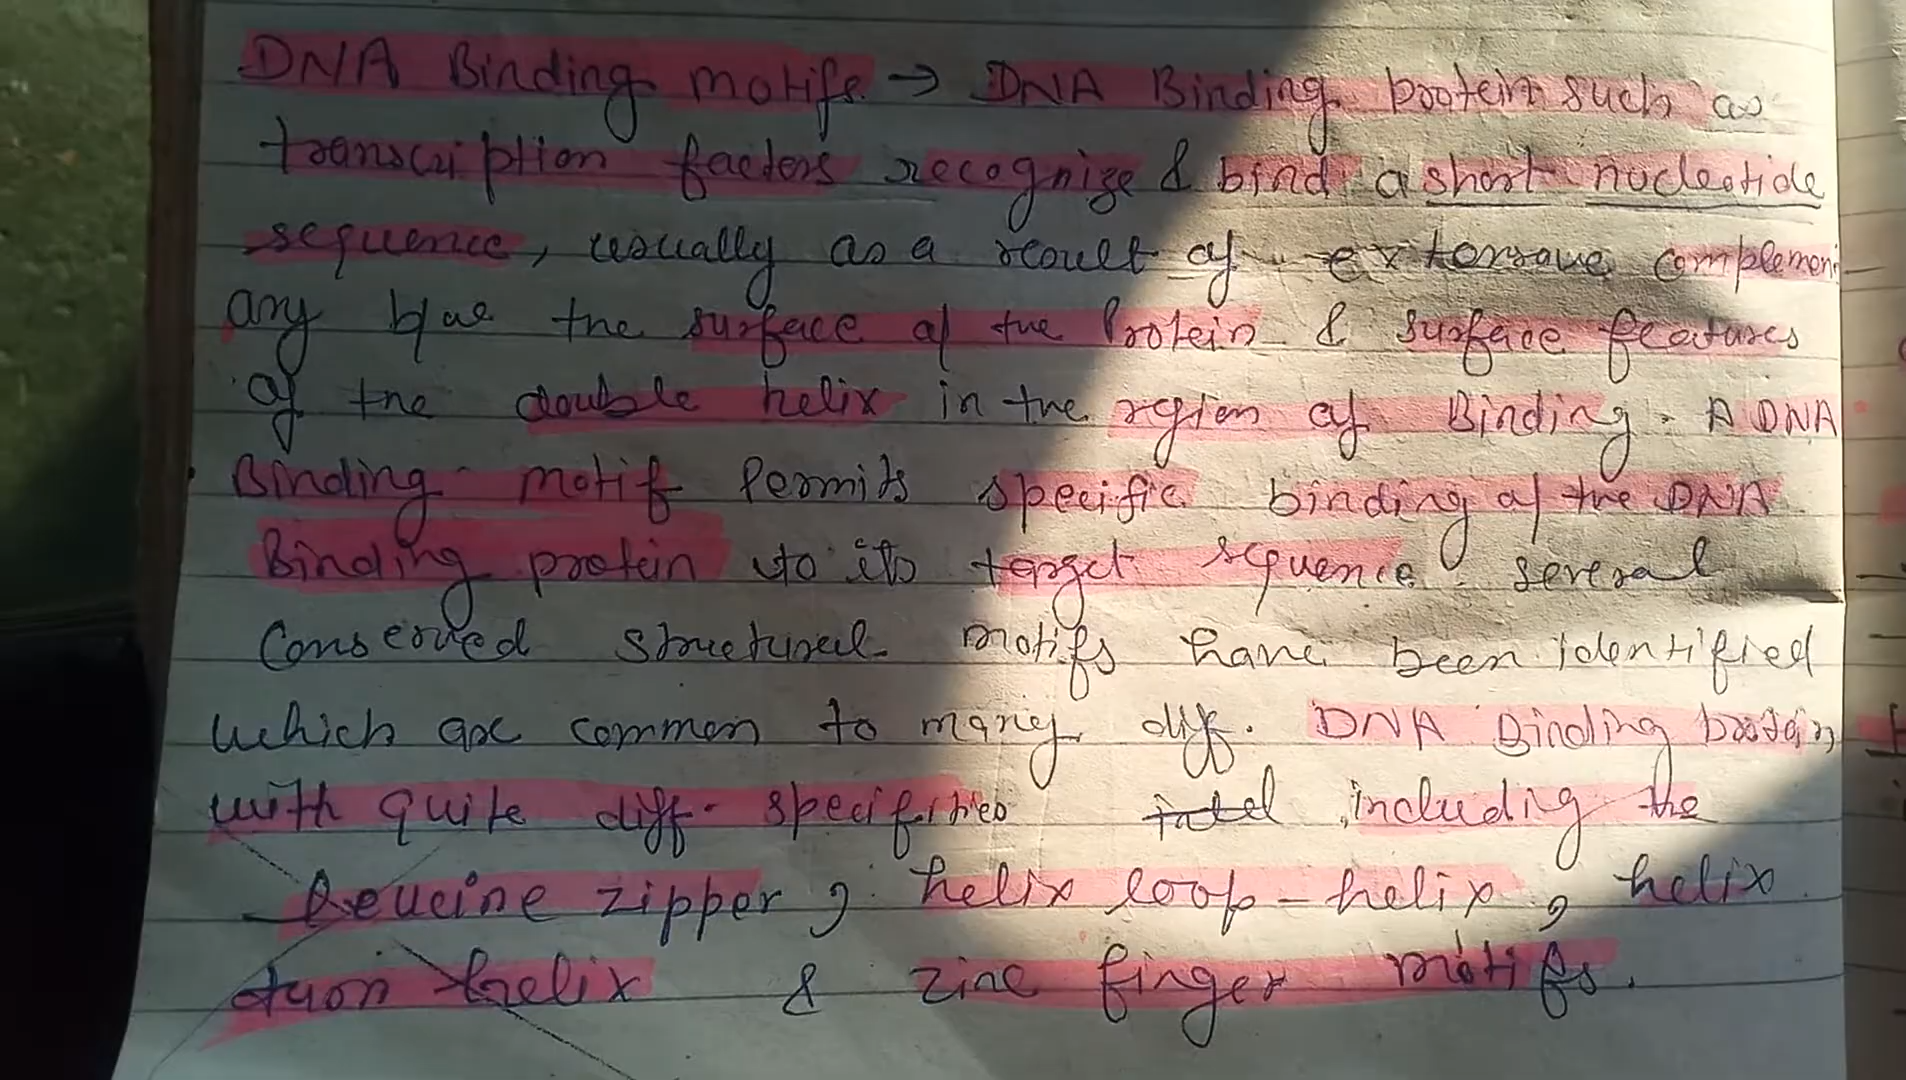 DNA Binding motifs → DNA Binding protein such as
transcription factors recognize & bind a short nucleotide
sequence, usually as a result of extensive complement
any b/w the surface of the Protein & surface features
of the double helix in the region of Binding. A DNA
Binding motif Permits specific binding of the DNA
Binding protein to its target sequence. several
Conserved structural motifs have been identified
which are common to many diff. DNA Binding protein
with quite diff. specificities including the
Leucine zipper, helix loop-helix, helix
turn helix & zinc finger motifs.